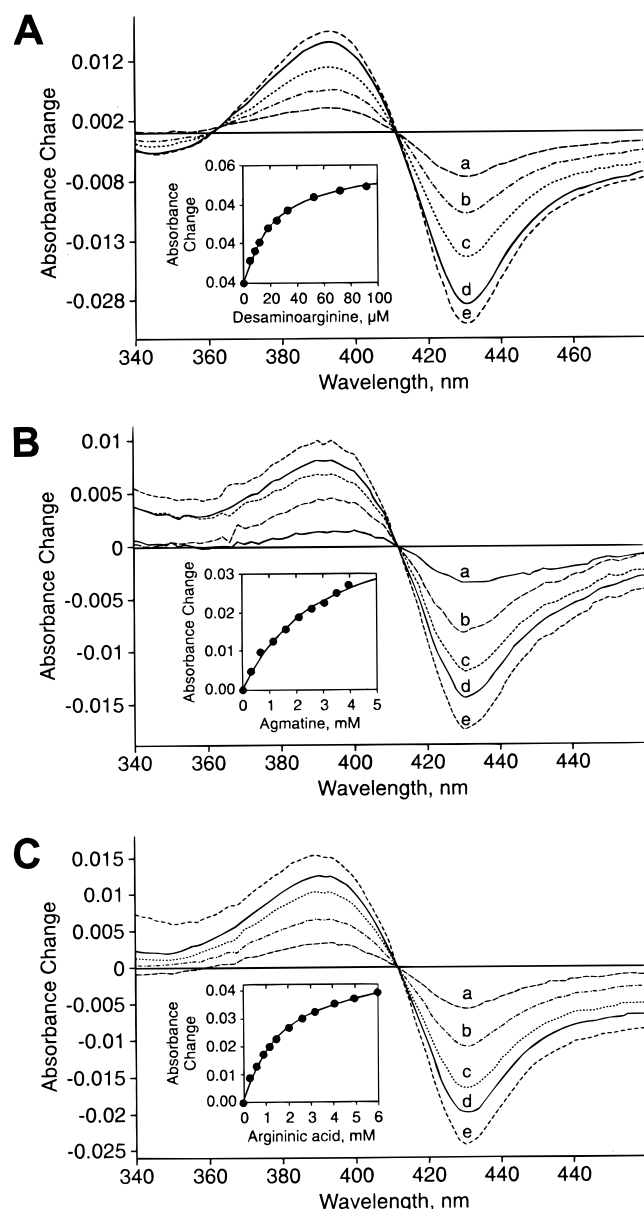 A
Absorbance Change
0.012
0.002
-0.008
-0.013
-0.028
a
b
c
d
e
Absorbance
Change
0.06
0.04
0.04
0 20 40 60 80 100
Desaminoarginine, µM
340 360 380 400 420 440 460
Wavelength, nm
B
Absorbance Change
0.01
0.005
0
-0.005
-0.01
-0.015
a
b
c
d
e
Absorbance Change
0.03
0.02
0.01
0.00
0 1 2 3 4 5
Agmatine, mM
340 360 380 400 420 440 440
Wavelength, nm
C
Absorbance Change
0.015
0.01
0.005
0
-0.005
-0.01
-0.015
-0.02
-0.025
a
b
c
d
e
Absorbance
Change
0.04
0.03
0.02
0.01
0.00
0 1 2 3 4 5 6
Argininic acid, mM
340 360 380 400 420 440 440
Wavelength, nm